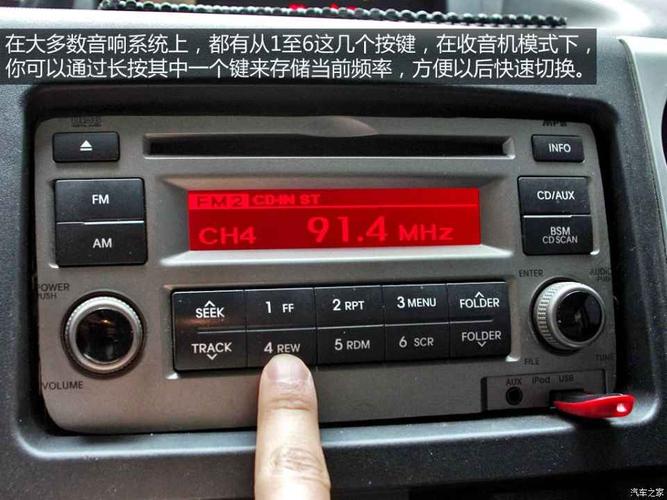 在大多数音响系统上，都有从1至6这几个按键，在收音机模式下，
你可以通过长按其中一个键来存储当前频率，方便以后快速切换。
INFO
FM
AM
CD/AUX
BSM
CD SCAN
FM2 CD-IN ST
CH4 91.4 MHz
POWER
PUSH
VOLUME
SEEK
TRACK
1 FF
2 RPT
3 MENU
FOLDER
4 REW
5 RDM
6 SCR
FOLDER
ENTER
AUDIO
PUSH
FILE
TUNE
AUX iPod USB
汽车之家